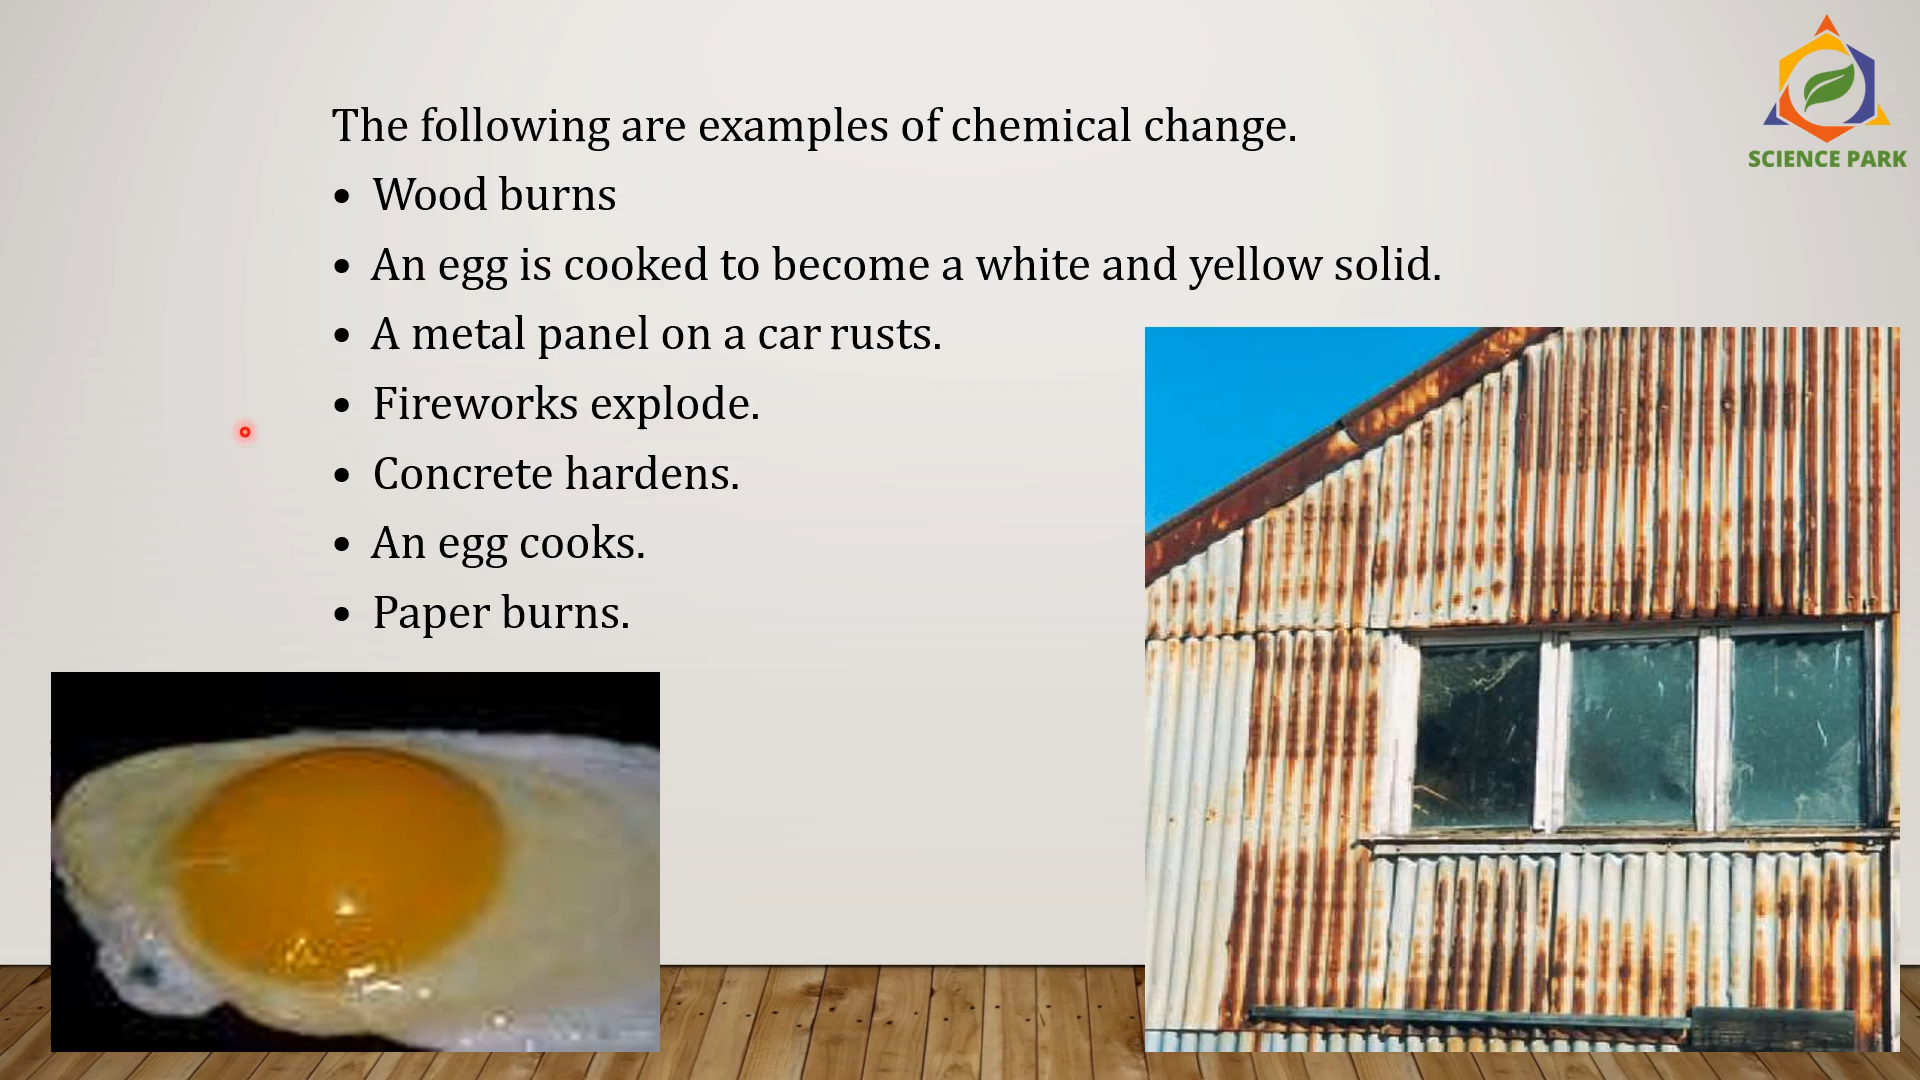 The following are examples of chemical change.
• Wood burns
• An egg is cooked to become a white and yellow solid.
• A metal panel on a car rusts.
• Fireworks explode.
• Concrete hardens.
• An egg cooks.
• Paper burns.
SCIENCE PARK